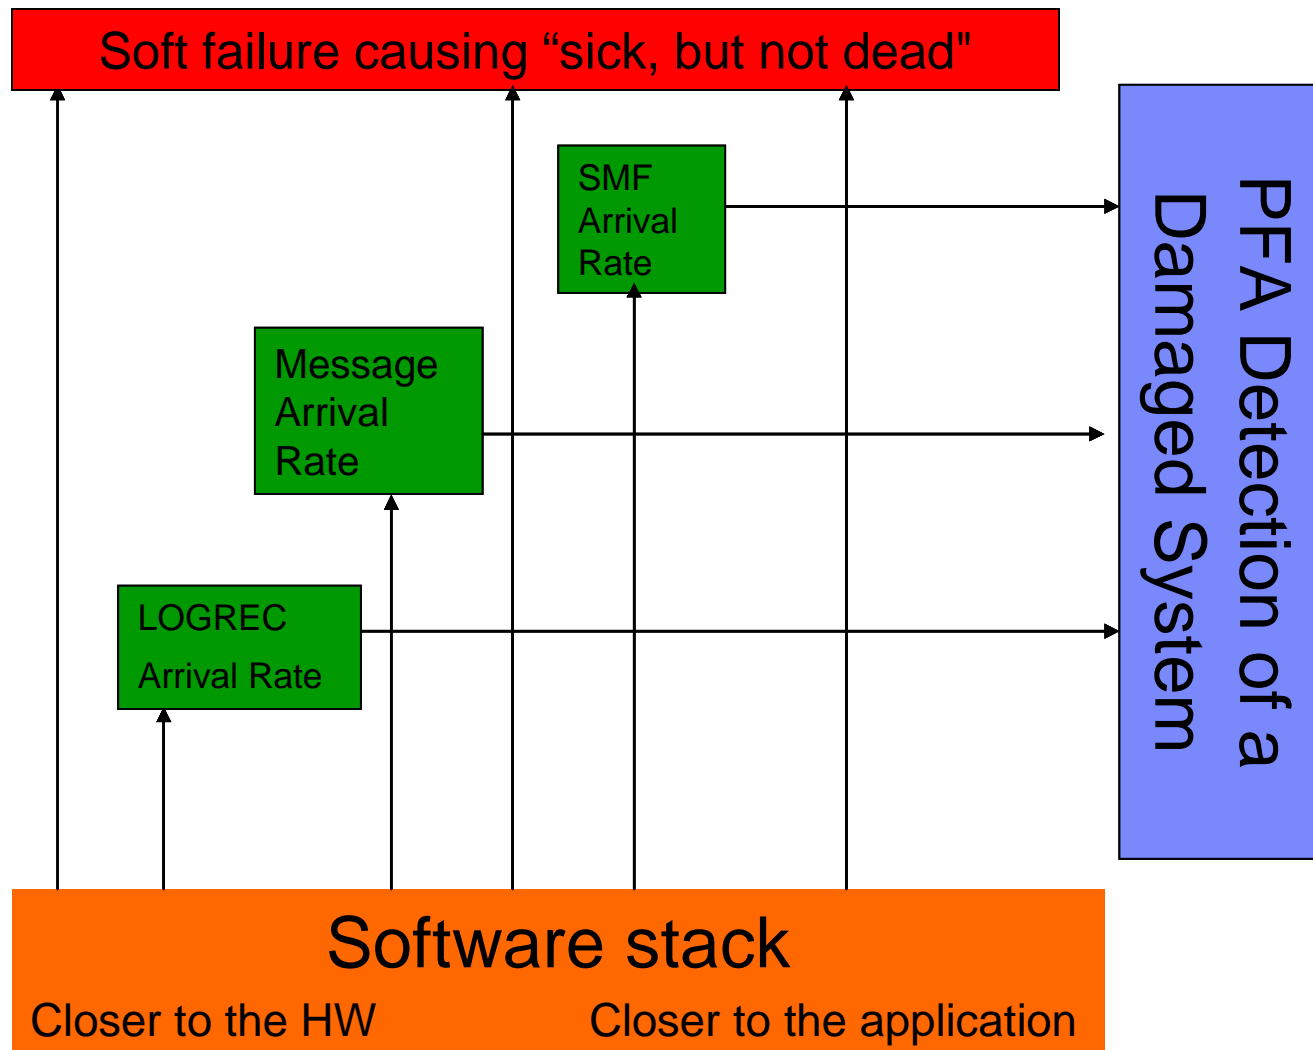 Soft failure causing “sick, but not dead"
SMF
Arrival
Rate
Message
Arrival
Rate
LOGREC
Arrival Rate
PFA Detection of a
Damaged System
Software stack
Closer to the HW
Closer to the application